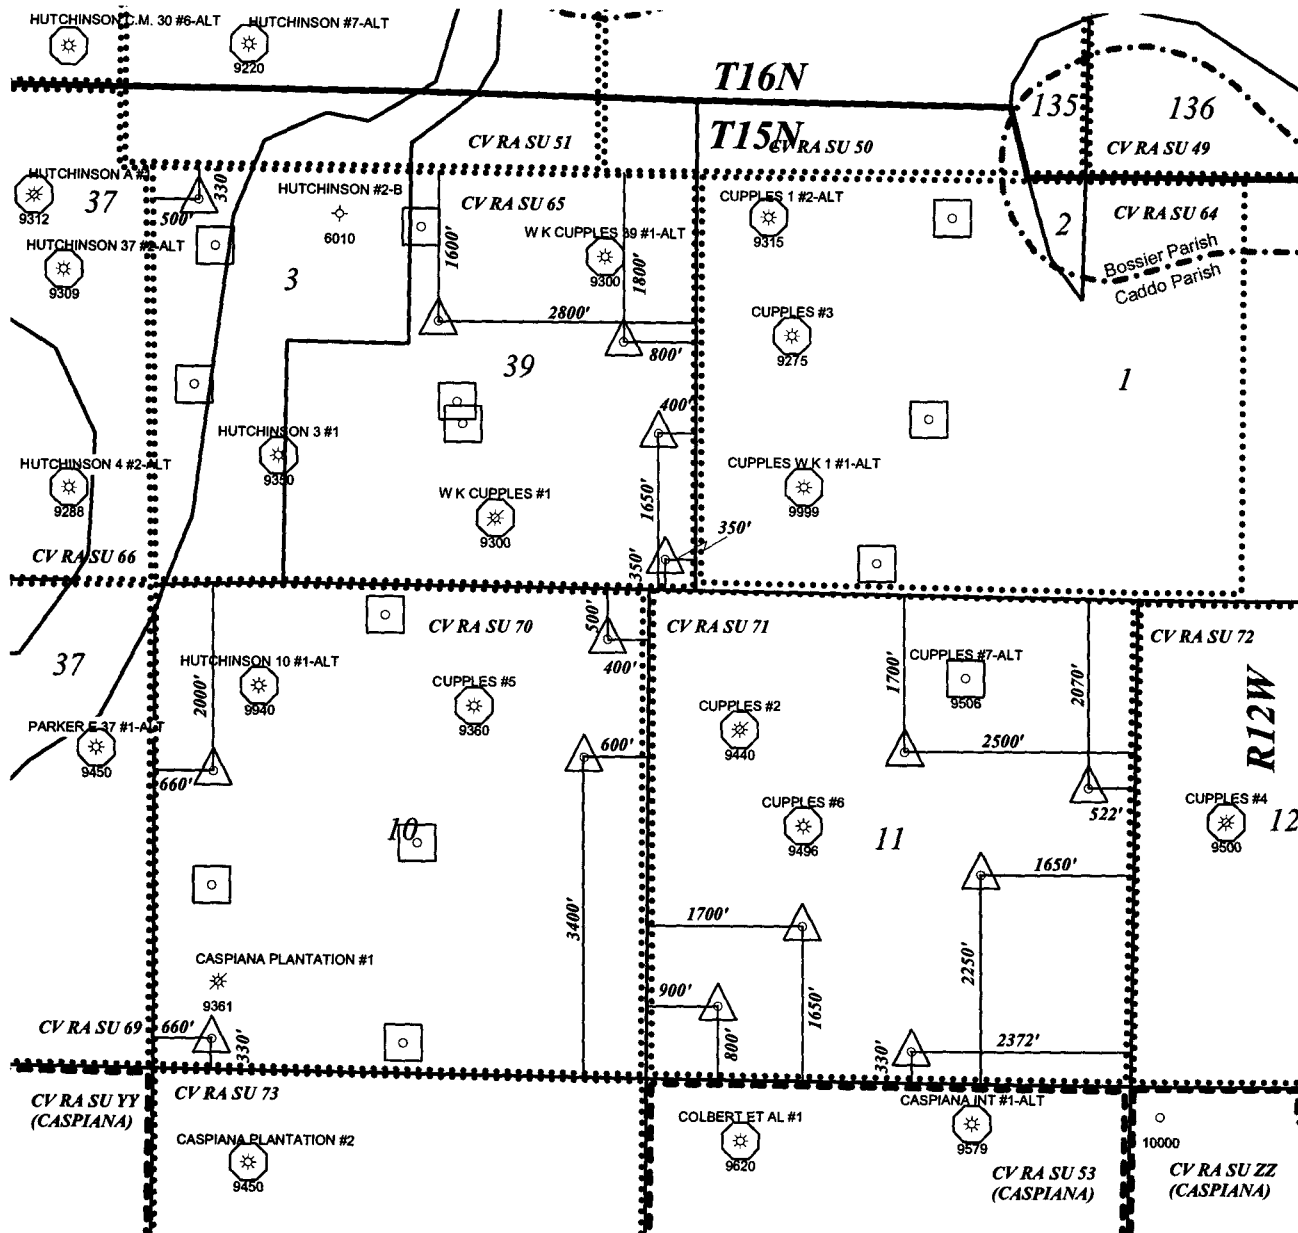 HUTCHINSON C.M. 30 #6-ALT
HUTCHINSON #7-ALT
9220
T16N
T15N
135
136
CV RA SU 51
CV RA SU 50
CV RA SU 49
HUTCHINSON A #1
9312
37
500'
330'
HUTCHINSON #2-B
6010
CV RA SU 65
CUPPLES 1 #2-ALT
9315
CV RA SU 64
2
HUTCHINSON 37 #2-ALT
9309
3
1600'
W K CUPPLES 39 #1-ALT
9300
1800'
Bossier Parish
Caddo Parish
2800'
800'
CUPPLES #3
9275
39
1
400'
HUTCHINSON 3 #1
9350
HUTCHINSON 4 #2-ALT
9288
W K CUPPLES #1
9300
1650'
CUPPLES W K 1 #1-ALT
9999
350'
350'
CV RA SU 66
CV RA SU 70
500'
400'
CV RA SU 71
CV RA SU 72
37
HUTCHINSON 10 #1-ALT
9940
2000'
CUPPLES #5
9360
1700'
CUPPLES #7-ALT
9506
2070'
R12W
PARKER E 37 #1-ALT
9450
660'
600'
CUPPLES #2
9440
2500'
522'
CUPPLES #6
9496
CUPPLES #4
9500
12
10
11
1650'
3400'
1700'
2250'
CASPIANA PLANTATION #1
9361
900'
1650'
800'
CV RA SU 69
660'
330'
330'
2372'
CV RA SU YY
(CASPIANA)
CV RA SU 73
CASPIANA PLANTATION #2
9450
COLBERT ET AL #1
9620
CASPIANA INT #1-ALT
9579
10000
CV RA SU 53
(CASPIANA)
CV RA SU ZZ
(CASPIANA)